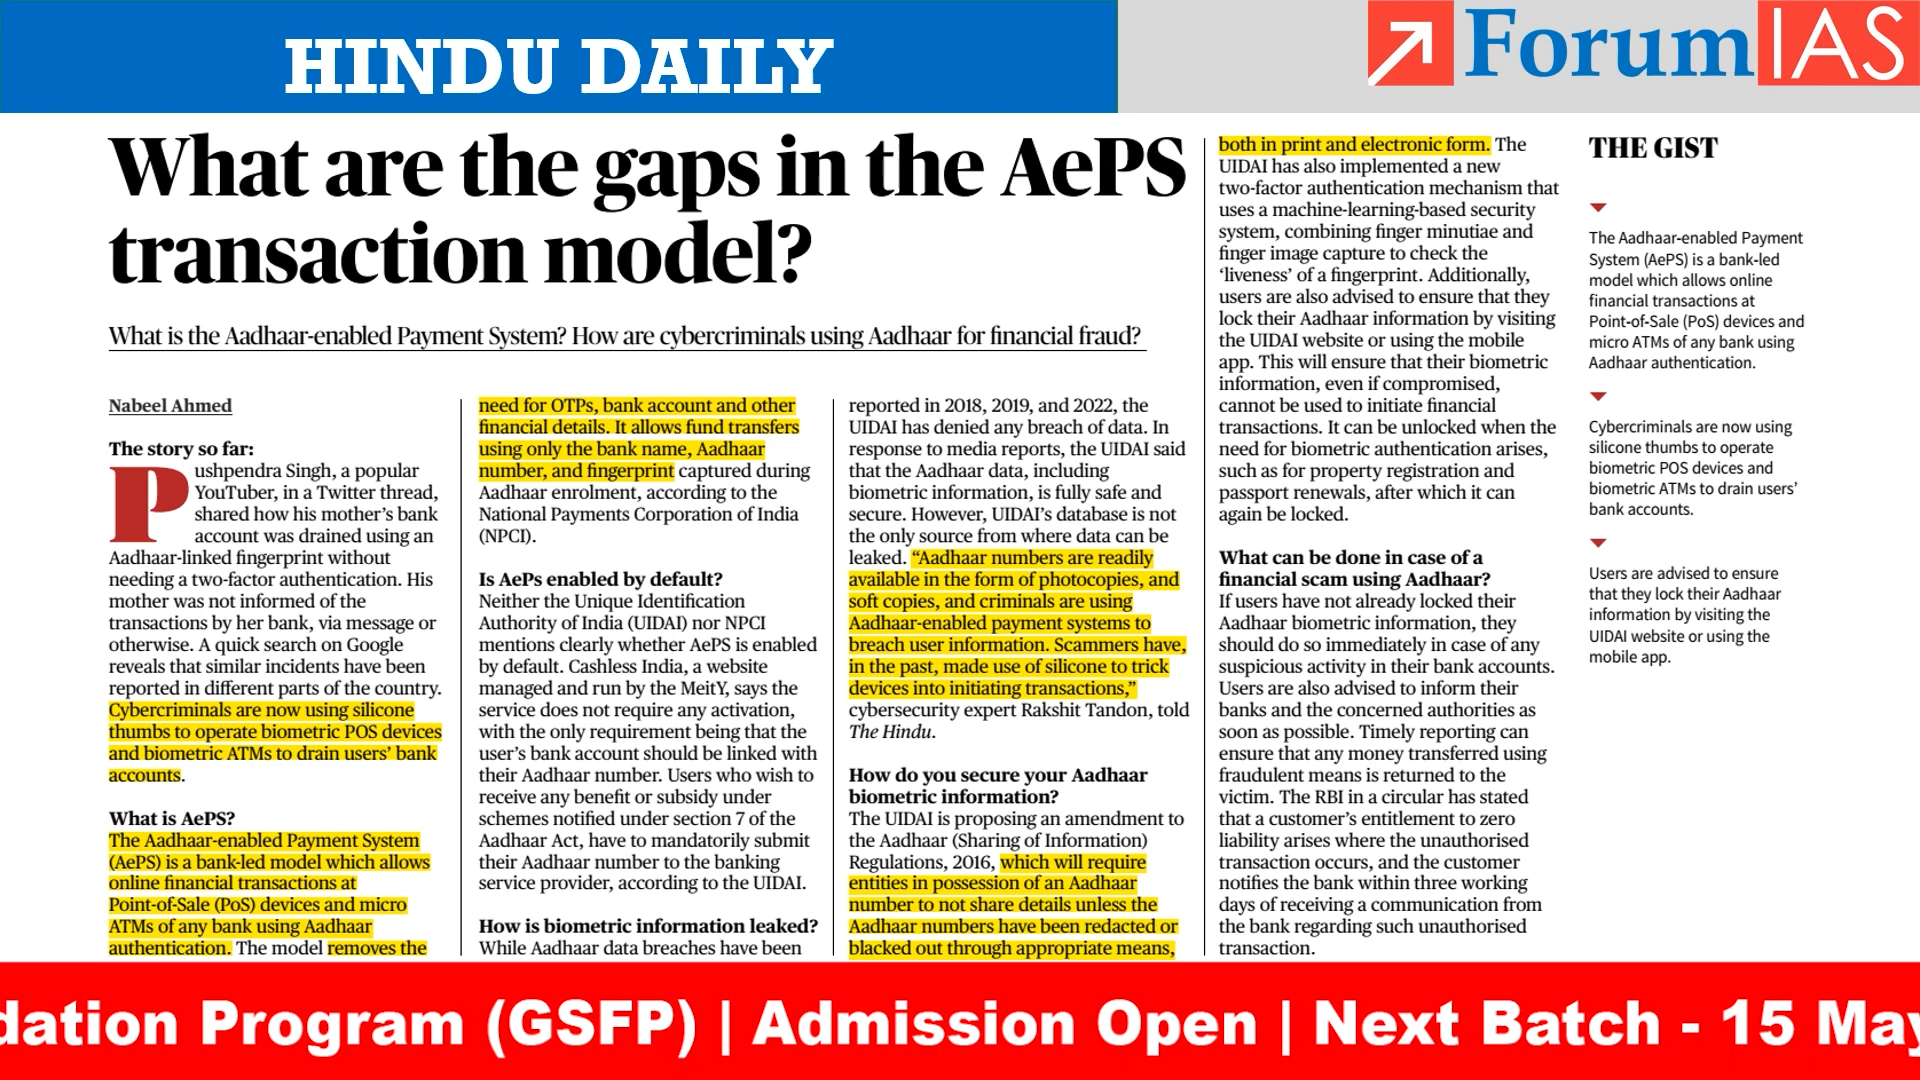 HINDU DAILY
Forum IAS
What are the gaps in the AePS
transaction model?
What is the Aadhaar-enabled Payment System? How are cybercriminals using Aadhaar for financial fraud?
Nabeel Ahmed
The story so far:
Pushpendra Singh, a popular
YouTuber, in a Twitter thread,
shared how his mother's bank
account was drained using an
Aadhaar-linked fingerprint without
needing a two-factor authentication. His
mother was not informed of the
transactions by her bank, via message or
otherwise. A quick search on Google
reveals that similar incidents have been
reported in different parts of the country.
Cybercriminals are now using silicone
thumbs to operate biometric POS devices
and biometric ATMs to drain users' bank
accounts.
What is AePS?
The Aadhaar-enabled Payment System
(AePS) is a bank-led model which allows
online financial transactions at
Point-of-Sale (PoS) devices and micro
ATMs of any bank using Aadhaar
authentication. The model removes the
need for OTPs, bank account and other
financial details. It allows fund transfers
using only the bank name, Aadhaar
number, and fingerprint captured during
Aadhaar enrolment, according to the
National Payments Corporation of India
(NPCI).
Is AePs enabled by default?
Neither the Unique Identification
Authority of India (UIDAI) nor NPCI
mentions clearly whether AePS is enabled
by default. Cashless India, a website
managed and run by the MeitY, says the
service does not require any activation,
with the only requirement being that the
user's bank account should be linked with
their Aadhaar number. Users who wish to
receive any benefit or subsidy under
schemes notified under section 7 of the
Aadhaar Act, have to mandatorily submit
their Aadhaar number to the banking
service provider, according to the UIDAI.
How is biometric information leaked?
While Aadhaar data breaches have been
reported in 2018, 2019, and 2022, the
UIDAI has denied any breach of data. In
response to media reports, the UIDAI said
that the Aadhaar data, including
biometric information, is fully safe and
secure. However, UIDAI's database is not
the only source from where data can be
leaked. “Aadhaar numbers are readily
available in the form of photocopies, and
soft copies, and criminals are using
Aadhaar-enabled payment systems to
breach user information. Scammers have,
in the past, made use of silicone to trick
devices into initiating transactions,”
cybersecurity expert Rakshit Tandon, told
The Hindu.
How do you secure your Aadhaar
biometric information?
The UIDAI is proposing an amendment to
the Aadhaar (Sharing of Information)
Regulations, 2016, which will require
entities in possession of an Aadhaar
number to not share details unless the
Aadhaar numbers have been redacted or
blacked out through appropriate means,
both in print and electronic form. The
UIDAI has also implemented a new
two-factor authentication mechanism that
uses a machine-learning-based security
system, combining finger minutiae and
finger image capture to check the
‘liveness’ of a fingerprint. Additionally,
users are also advised to ensure that they
lock their Aadhaar information by visiting
the UIDAI website or using the mobile
app. This will ensure that their biometric
information, even if compromised,
cannot be used to initiate financial
transactions. It can be unlocked when the
need for biometric authentication arises,
such as for property registration and
passport renewals, after which it can
again be locked.
What can be done in case of a
financial scam using Aadhaar?
If users have not already locked their
Aadhaar biometric information, they
should do so immediately in case of any
suspicious activity in their bank accounts.
Users are also advised to inform their
banks and the concerned authorities as
soon as possible. Timely reporting can
ensure that any money transferred using
fraudulent means is returned to the
victim. The RBI in a circular has stated
that a customer's entitlement to zero
liability arises where the unauthorised
transaction occurs, and the customer
notifies the bank within three working
days of receiving a communication from
the bank regarding such unauthorised
transaction.
THE GIST
The Aadhaar-enabled Payment
System (AePS) is a bank-led
model which allows online
financial transactions at
Point-of-Sale (PoS) devices and
micro ATMs of any bank using
Aadhaar authentication.
Cybercriminals are now using
silicone thumbs to operate
biometric POS devices and
biometric ATMs to drain users'
bank accounts.
Users are advised to ensure
that they lock their Aadhaar
information by visiting the
UIDAI website or using the
mobile app.
dation Program (GSFP) | Admission Open | Next Batch - 15 May